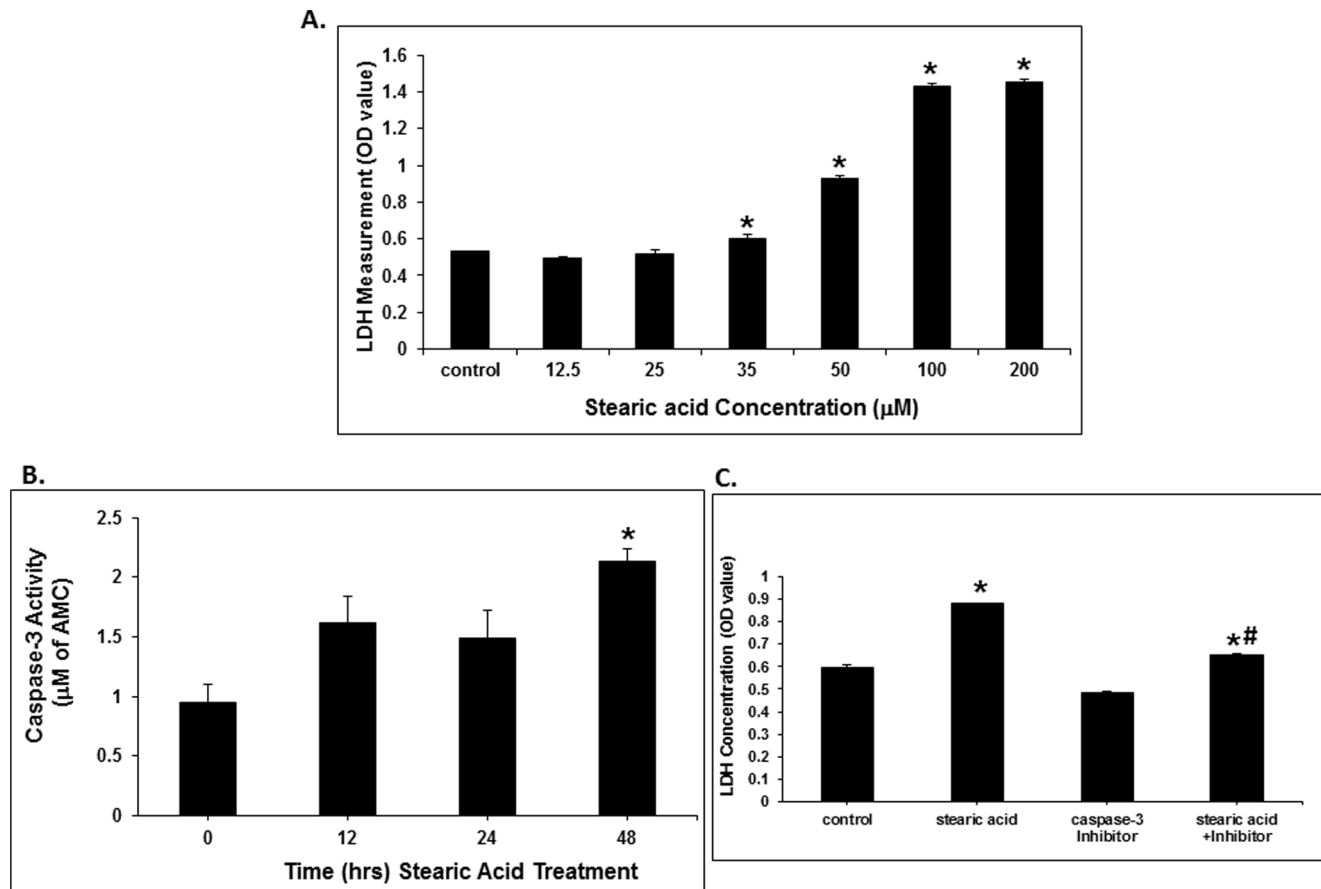 A.
LDH Measurement (OD value)
1.6
1.4
1.2
1
0.8
0.6
0.4
0.2
0
*
*
*
*
control 12.5 25 35 50 100 200
Stearic acid Concentration (μM)
B.
Caspase-3 Activity
(μM of AMC)
2.5
2
1.5
1
0.5
0
*
0 12 24 48
Time (hrs) Stearic Acid Treatment
C.
LDH Concentration (OD value)
1
0.9
0.8
0.7
0.6
0.5
0.4
0.3
0.2
0.1
0
*
*#
control stearic acid caspase-3 stearic acid
Inhibitor +Inhibitor